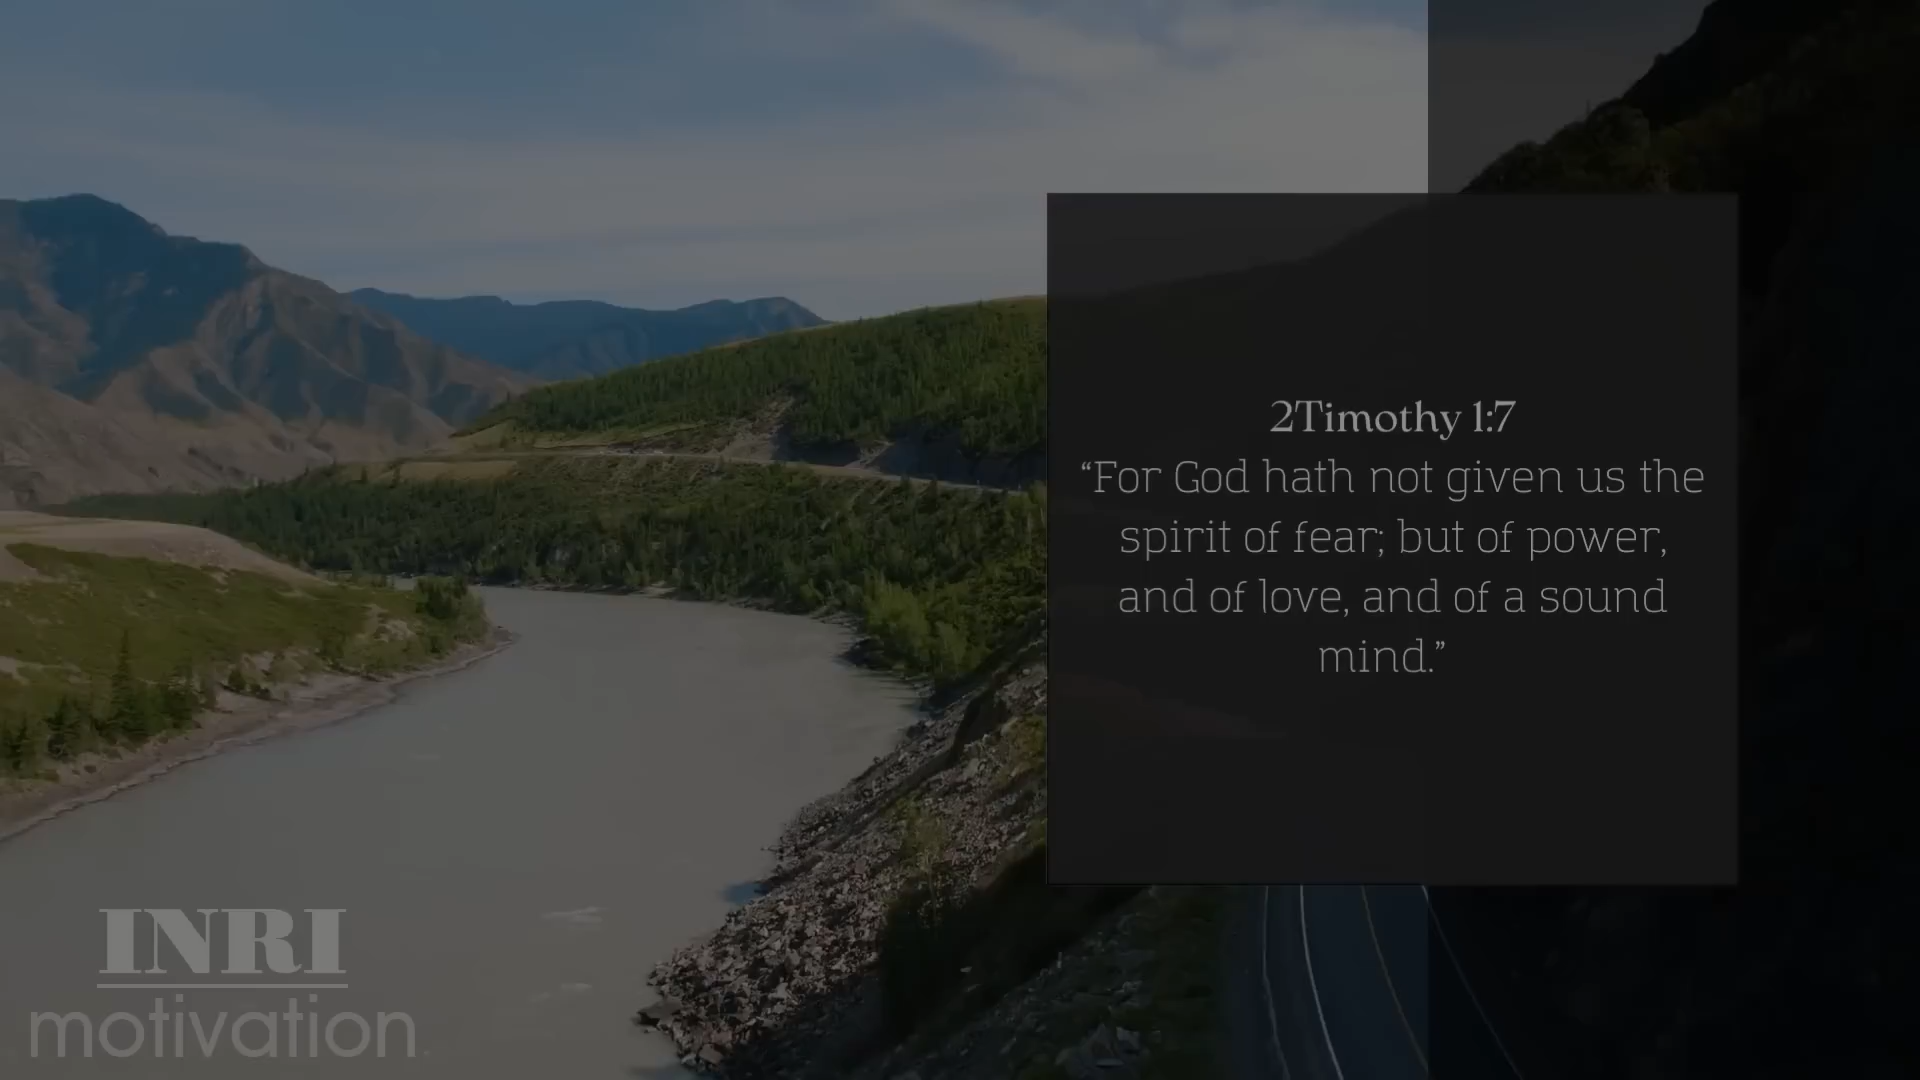 2Timothy 1:7
“For God hath not given us the
spirit of fear; but of power,
and of love, and of a sound
mind.”
INRI
motivation